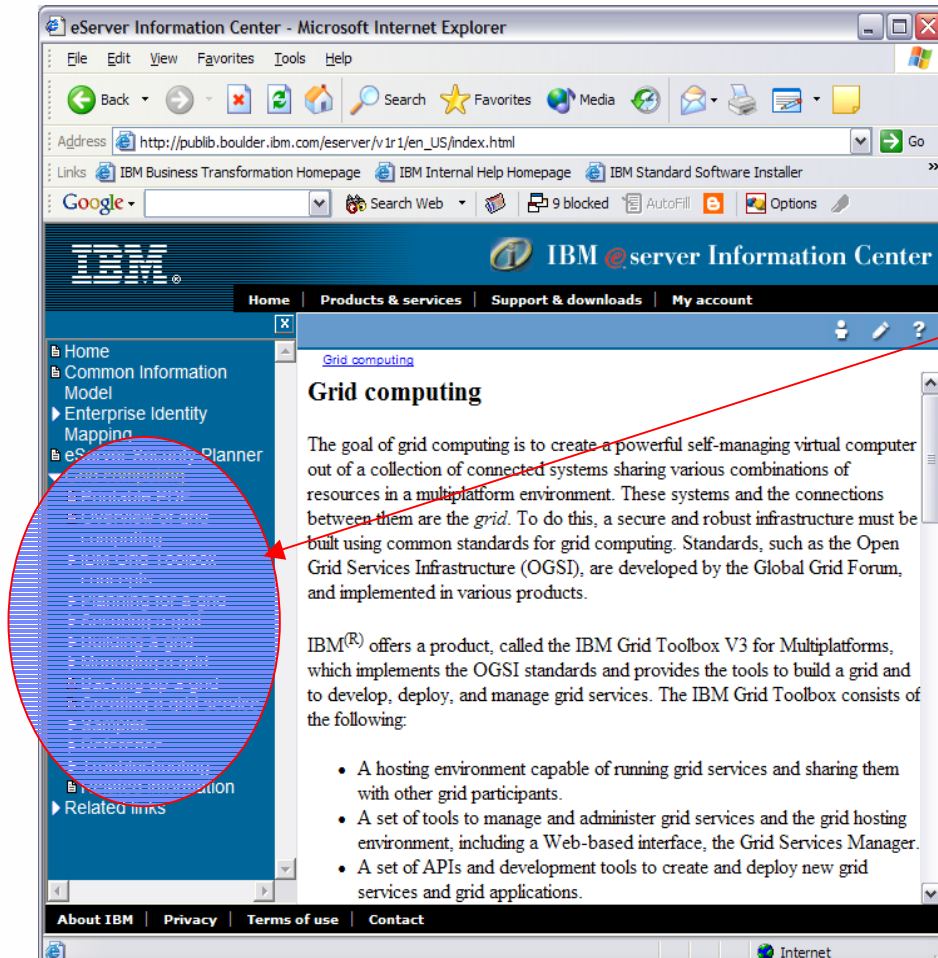 eServer Information Center - Microsoft Internet Explorer
File Edit View Favorites Tools Help
Back Search Favorites Media
Address http://publib.boulder.ibm.com/eserver/v1r1/en_US/index.html Go
Links IBM Business Transformation Homepage IBM Internal Help Homepage IBM Standard Software Installer »
Google Search Web 9 blocked AutoFill Options
IBM® IBM eserver Information Center
Home | Products & services | Support & downloads | My account
Home
Common Information
Model
Enterprise Identity
Mapping
Planner
Related links
Grid computing
Grid computing
The goal of grid computing is to create a powerful self-managing virtual computer
out of a collection of connected systems sharing various combinations of
resources in a multiplatform environment. These systems and the connections
between them are the grid. To do this, a secure and robust infrastructure must be
built using common standards for grid computing. Standards, such as the Open
Grid Services Infrastructure (OGSI), are developed by the Global Grid Forum,
and implemented in various products.
IBM(R) offers a product, called the IBM Grid Toolbox V3 for Multiplatforms,
which implements the OGSI standards and provides the tools to build a grid and
to develop, deploy, and manage grid services. The IBM Grid Toolbox consists of
the following:
• A hosting environment capable of running grid services and sharing them
with other grid participants.
• A set of tools to manage and administer grid services and the grid hosting
environment, including a Web-based interface, the Grid Services Manager.
• A set of APIs and development tools to create and deploy new grid
services and grid applications.
About IBM | Privacy | Terms of use | Contact
Internet